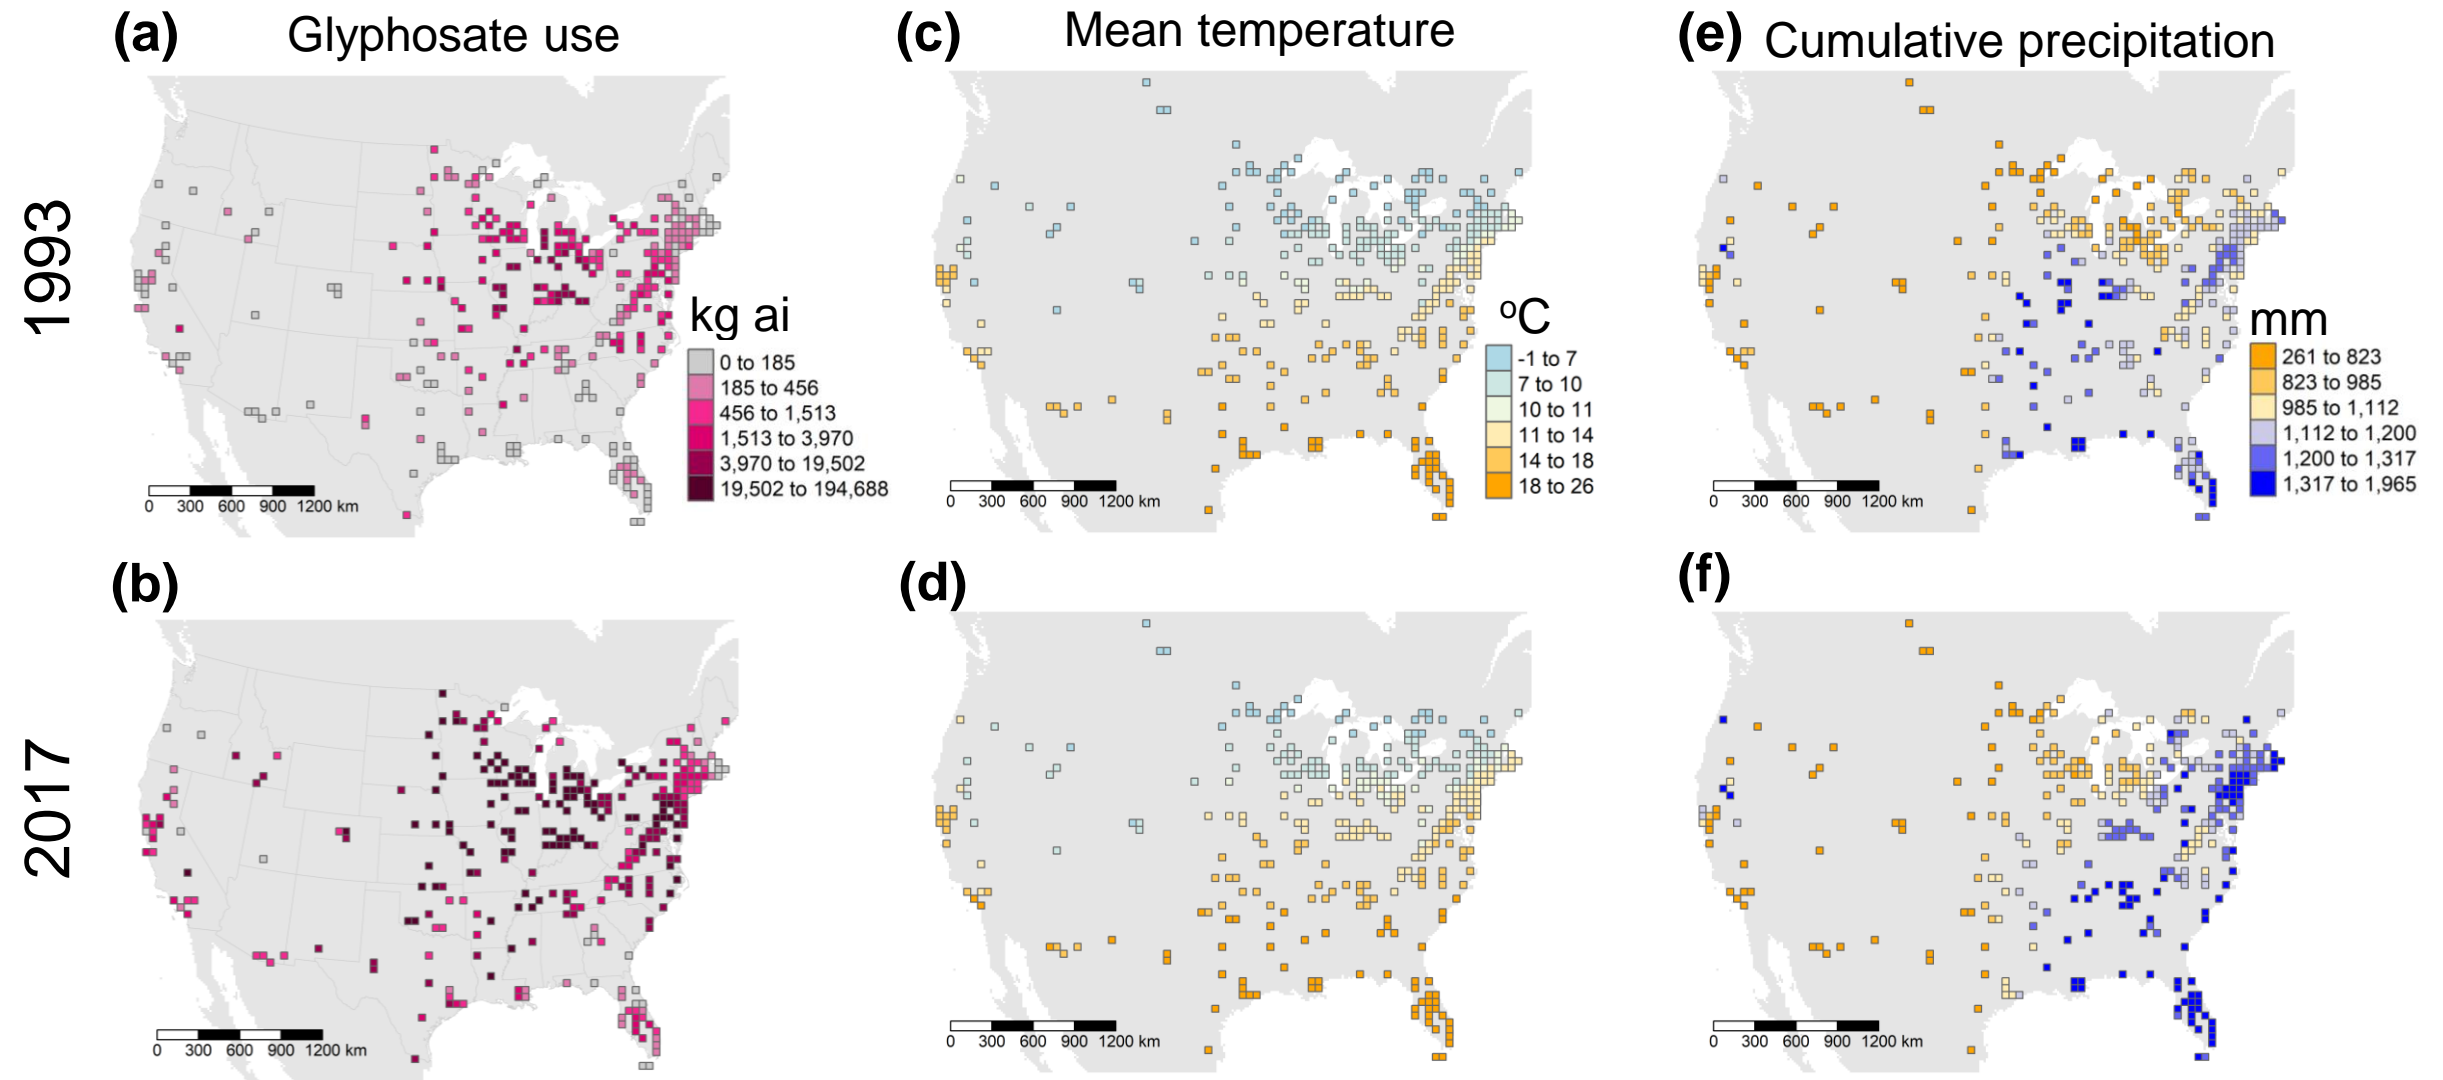 (a) Glyphosate use
(c) Mean temperature
(e) Cumulative precipitation
1993
kg ai
0 to 185
185 to 456
456 to 1,513
1,513 to 3,970
3,970 to 19,502
19,502 to 194,688
0 300 600 900 1200 km
oC
-1 to 7
7 to 10
10 to 11
11 to 14
14 to 18
18 to 26
0 300 600 900 1200 km
mm
261 to 823
823 to 985
985 to 1,112
1,112 to 1,200
1,200 to 1,317
1,317 to 1,965
0 300 600 900 1200 km
(b)
(d)
(f)
2017
0 300 600 900 1200 km
0 300 600 900 1200 km
0 300 600 900 1200 km